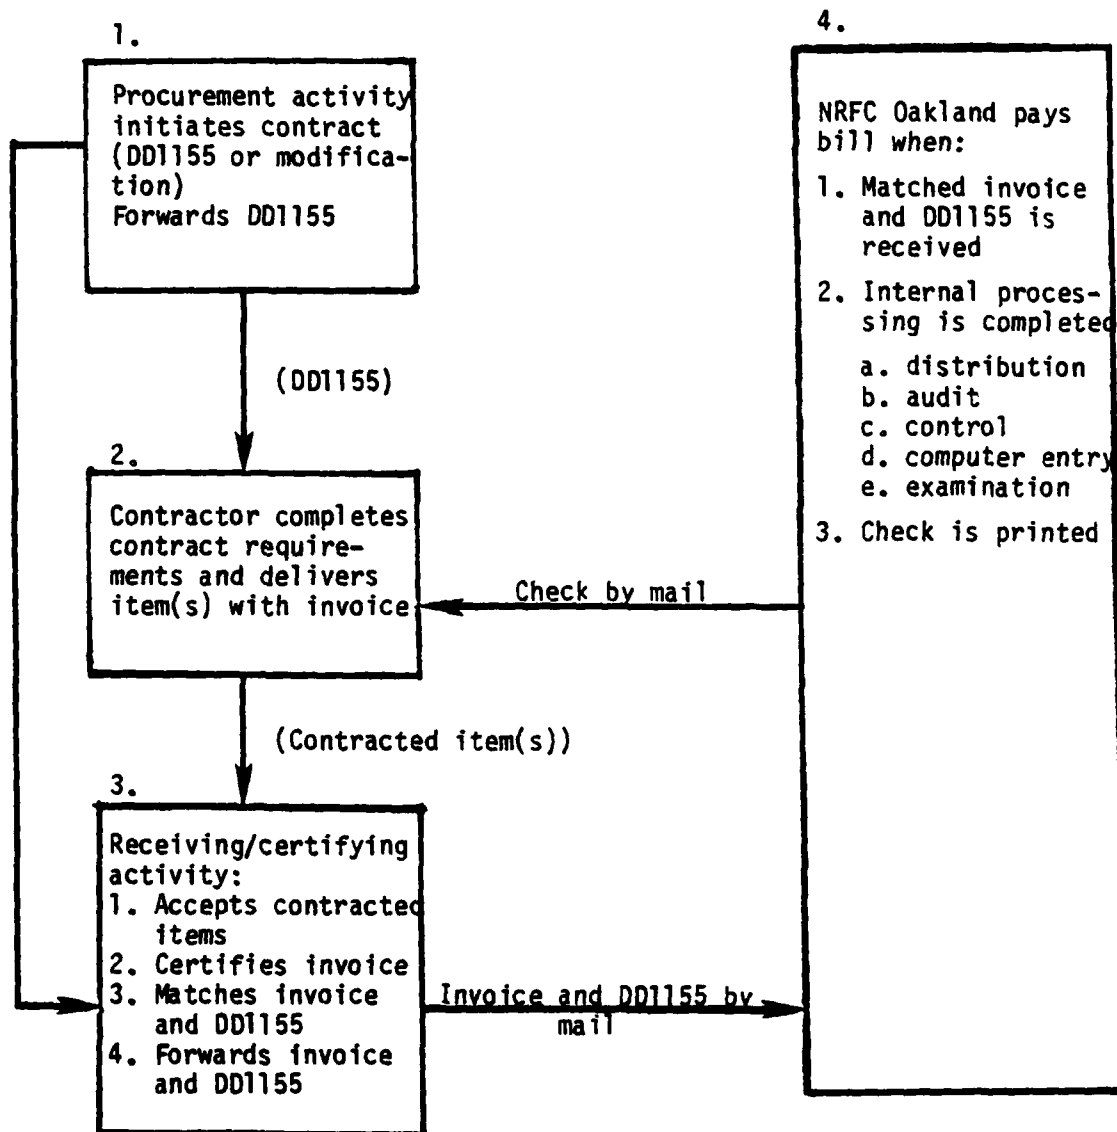 1.
Procurement activity
initiates contract
(DD1155 or modifica-
tion)
Forwards DD1155
(DD1155)
2.
Contractor completes
contract require-
ments and delivers
item(s) with invoice
(Contracted item(s))
3.
Receiving/certifying
activity:
1. Accepts contracted
items
2. Certifies invoice
3. Matches invoice
and DD1155
4. Forwards invoice
and DD1155
Invoice and DD1155 by
mail
4.
NRFC Oakland pays
bill when:
1. Matched invoice
and DD1155 is
received
2. Internal proces-
sing is completed
a. distribution
b. audit
c. control
d. computer entry
e. examination
3. Check is printed
Check by mail